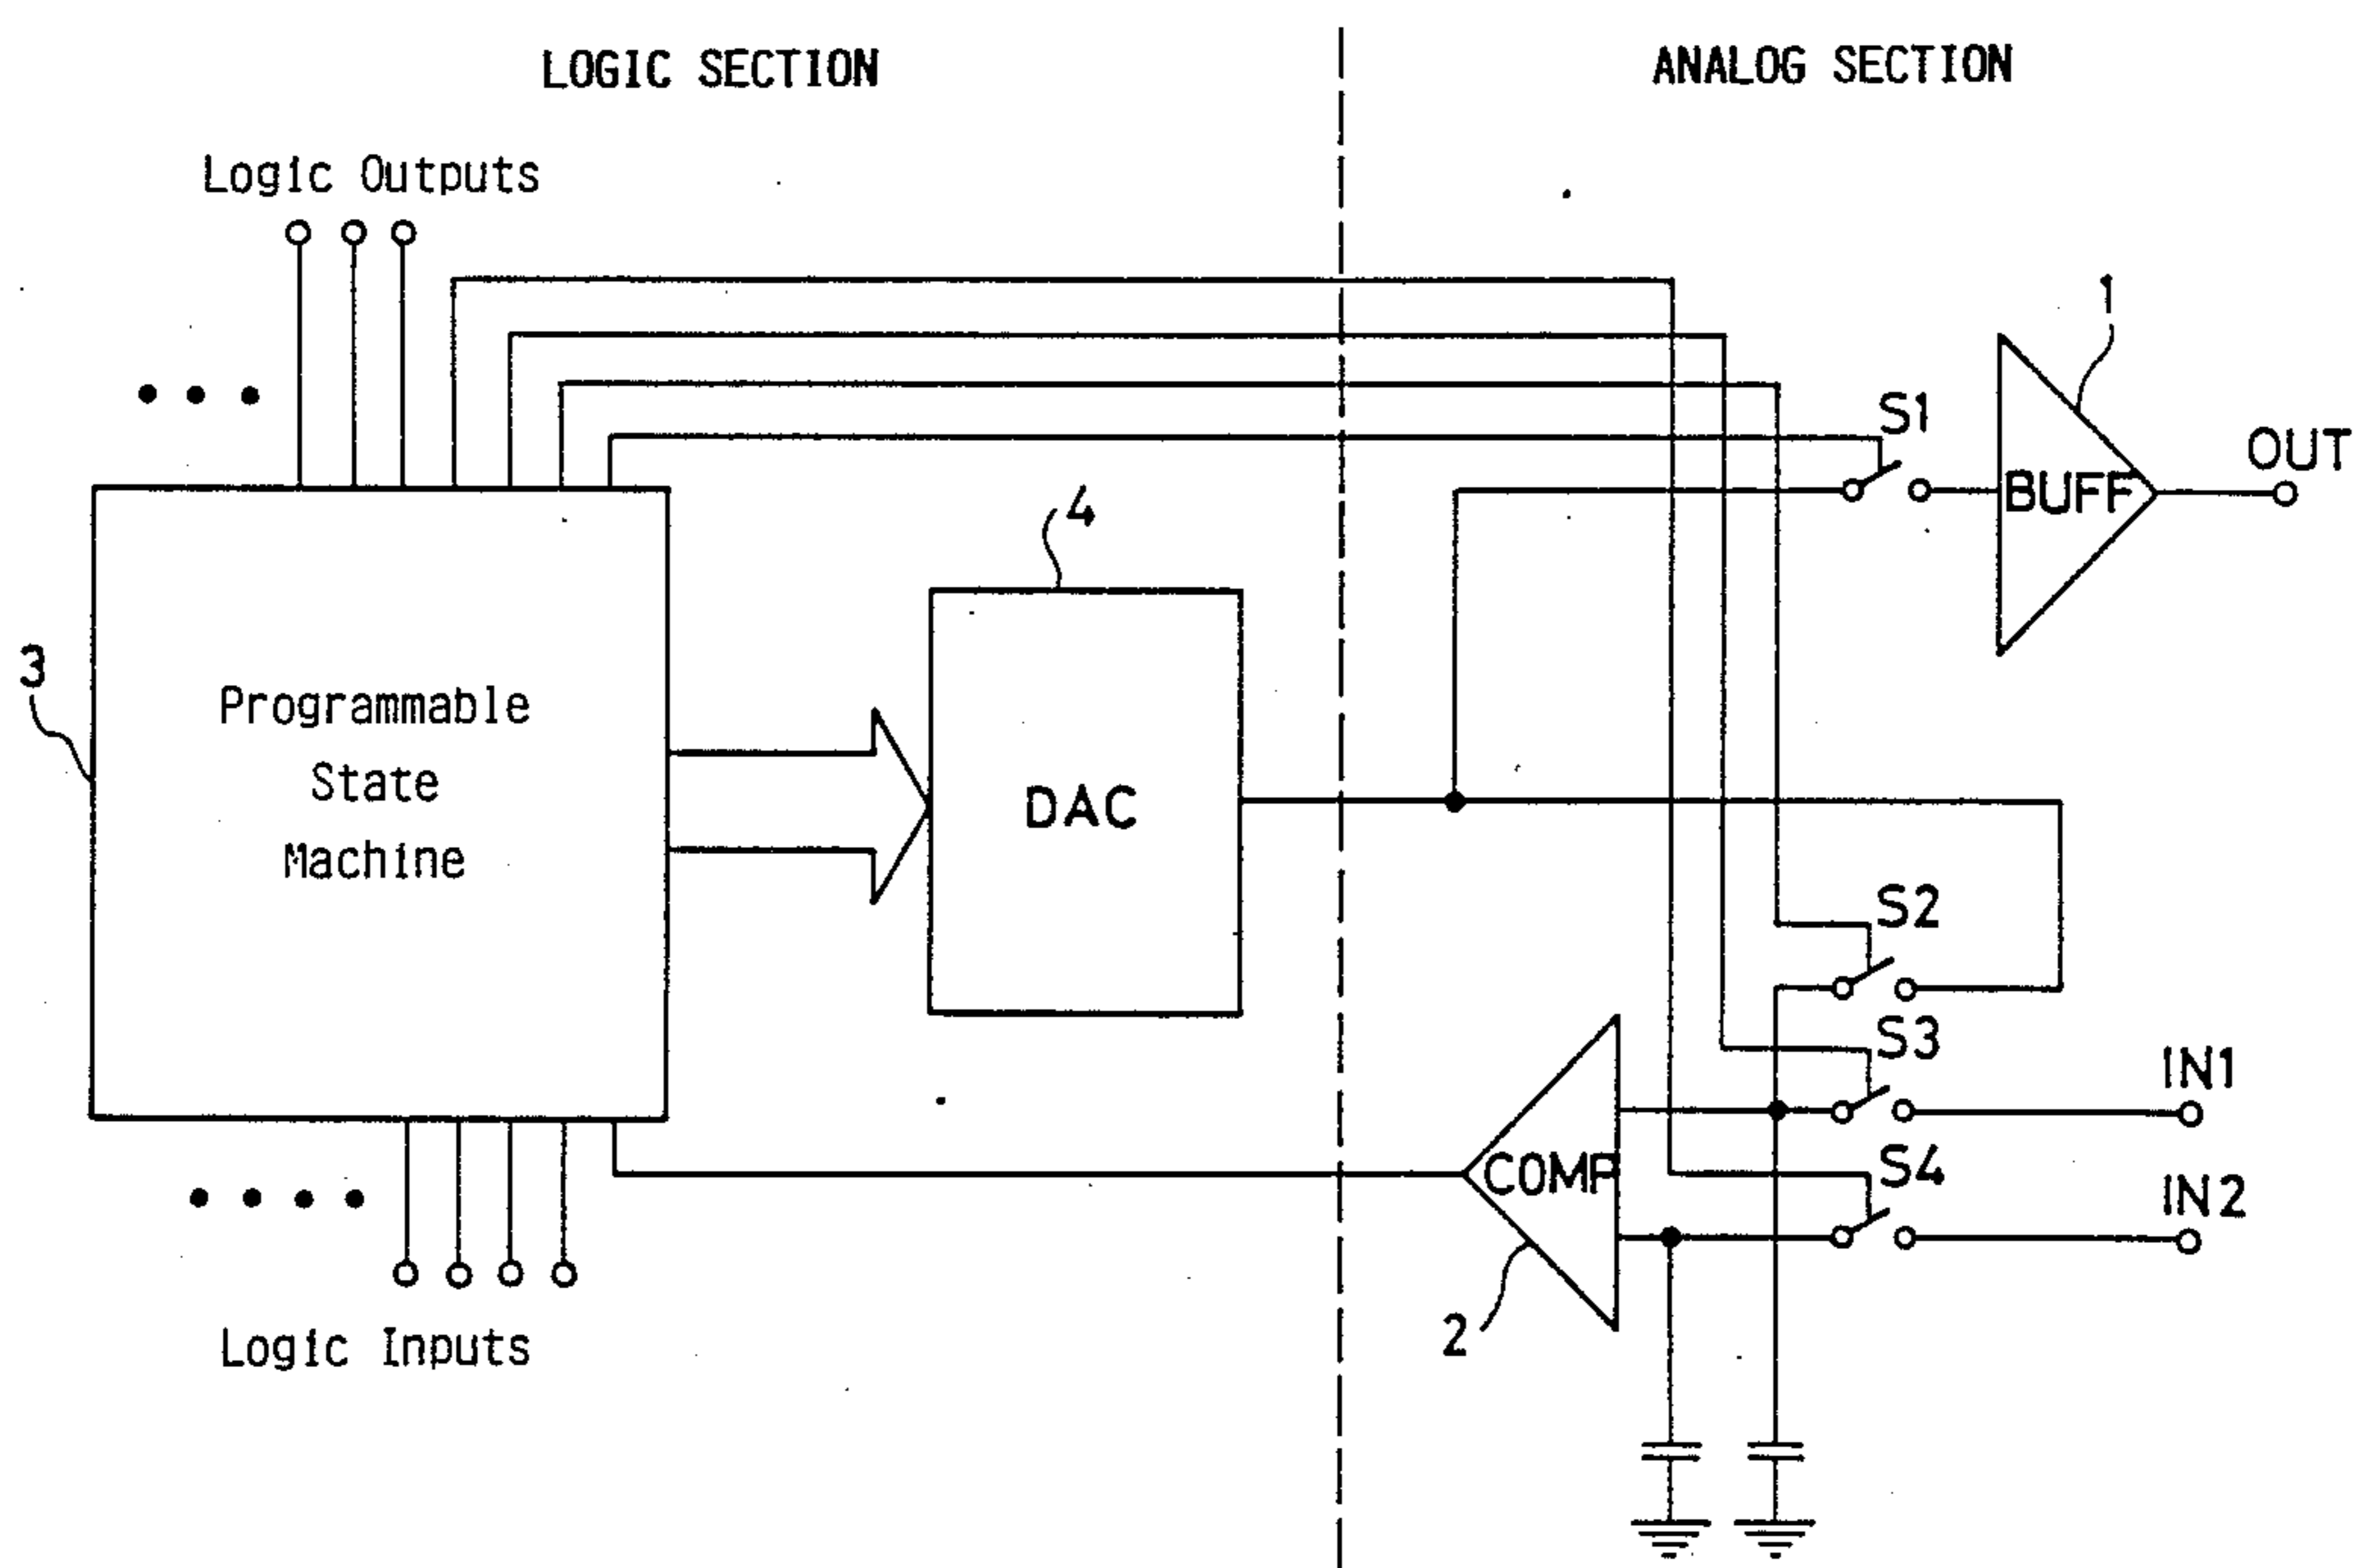 LOGIC SECTION
ANALOG SECTION
Logic Outputs
1
S1
OUT
BUFF
4
3
Programmable
State
Machine
DAC
S2
S3
IN1
COMP
S4
IN2
2
Logic Inputs